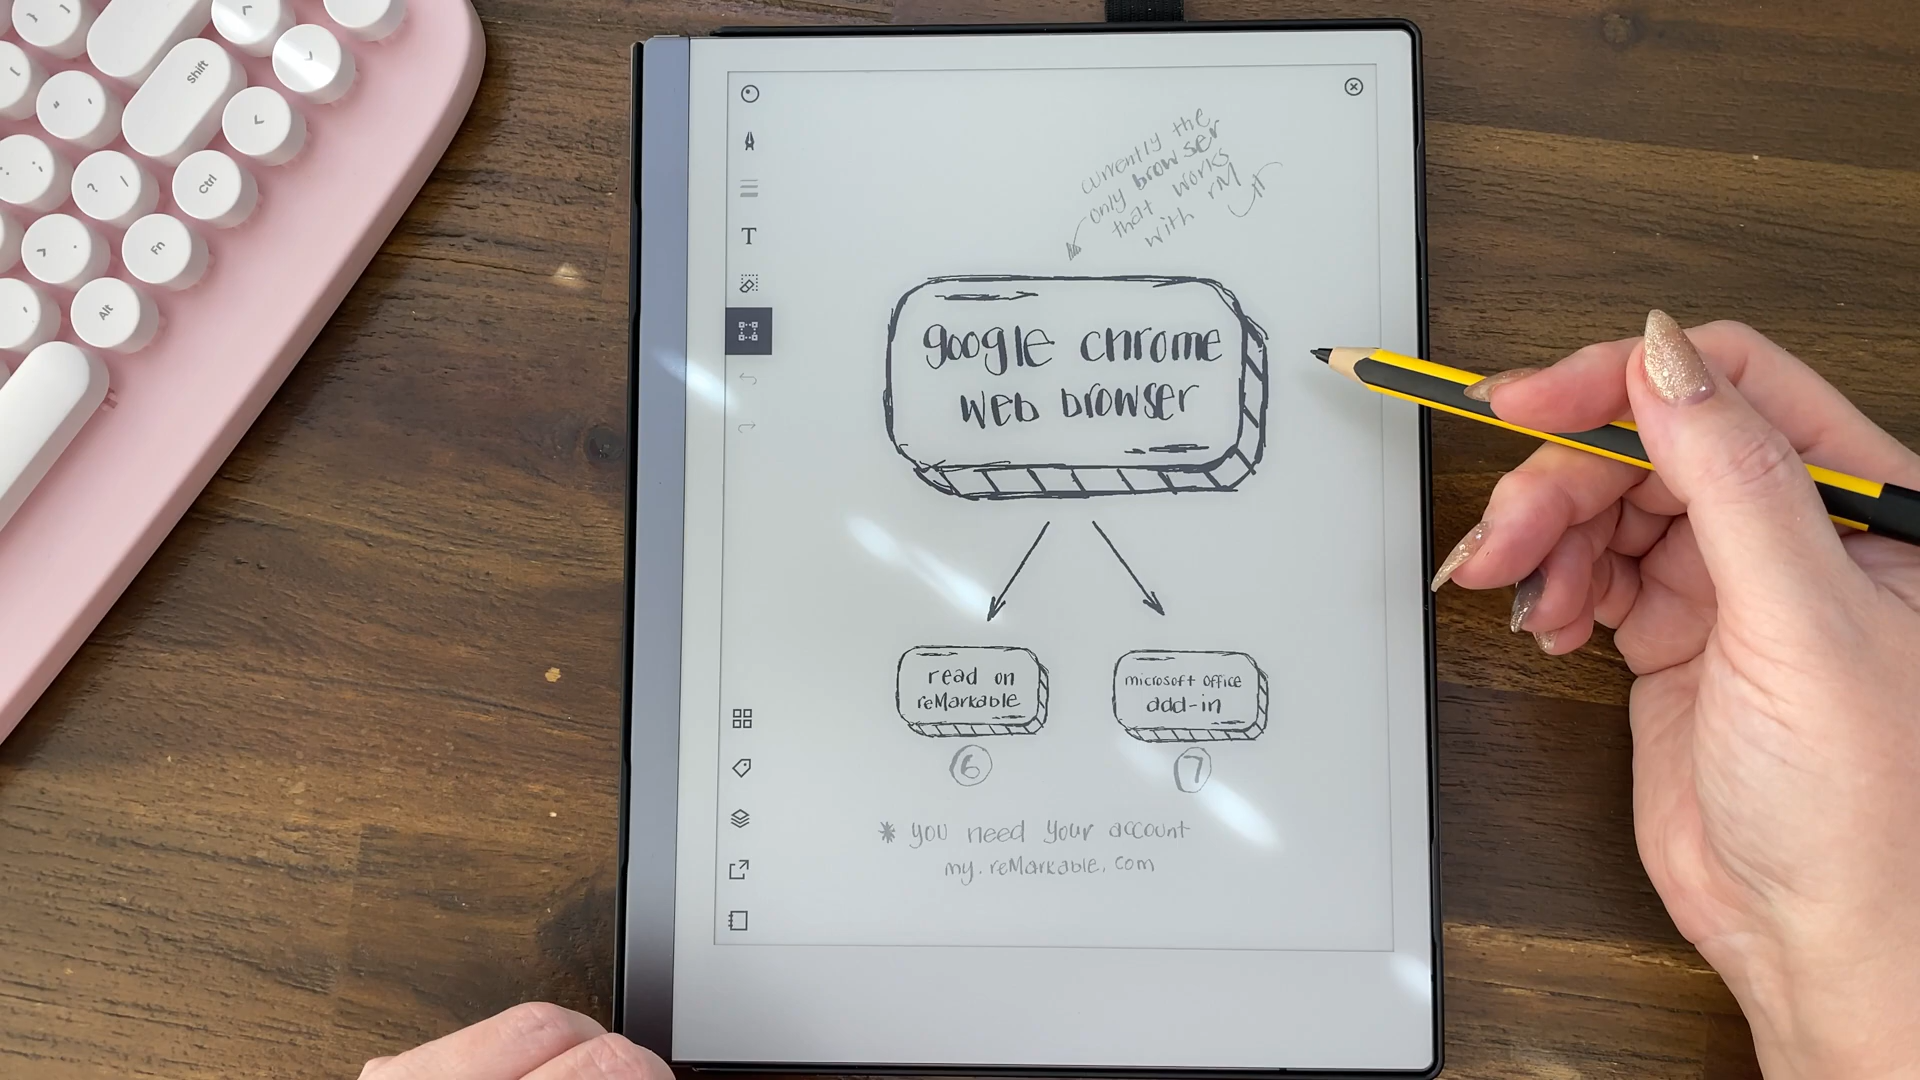 Shift
Ctrl
Fn
Alt
T
currently the
only browser
that works
with rM
google chrome
web browser
read on
reMarkable
microsoft office
add-in
6
7
* you need your account
my.reMarkable.com